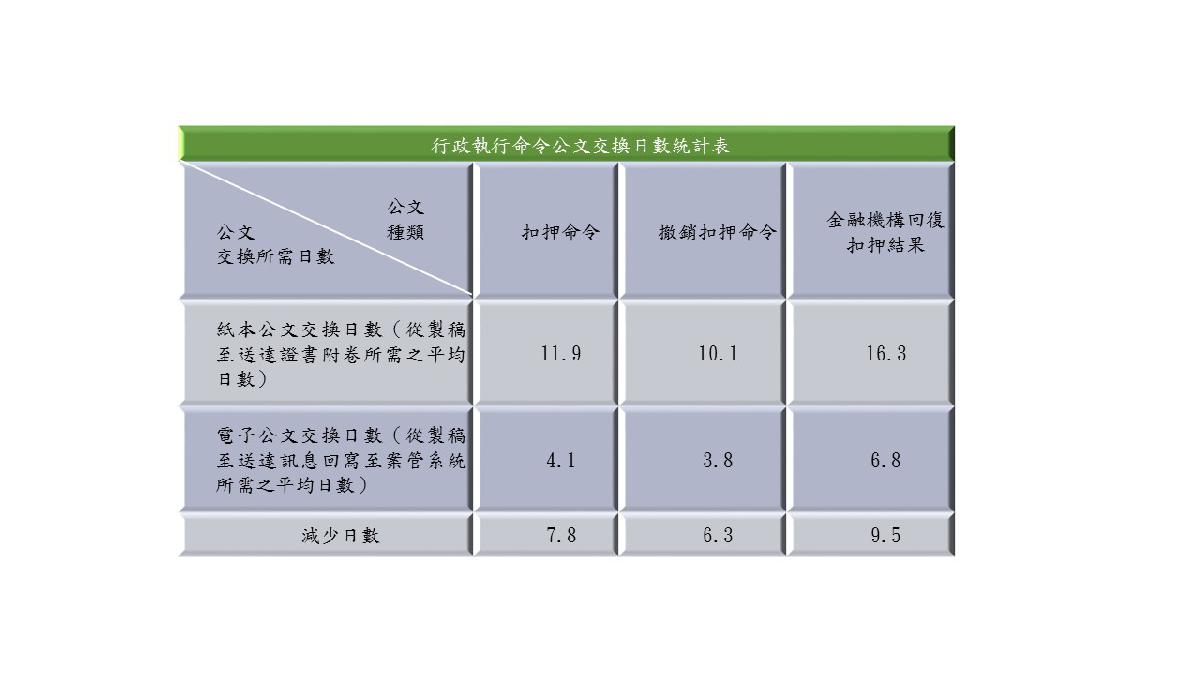 行政執行命令公文交換日數統計表
公文
種類
公文
交換所需日數
扣押命令
撤銷扣押命令
金融機構回復
扣押結果
紙本公文交換日數（從製稿
至送達證書附卷所需之平均
日數）
11.9
10.1
16.3
電子公文交換日數（從製稿
至送達訊息回寫至案管系統
所需之平均日數）
4.1
3.8
6.8
減少日數
7.8
6.3
9.5